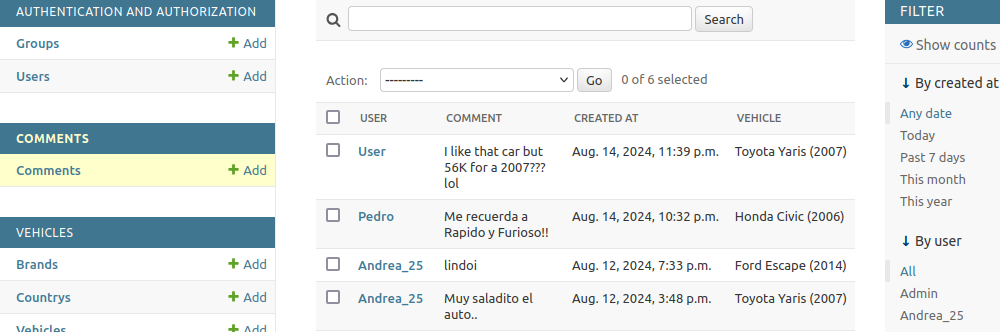 AUTHENTICATION AND AUTHORIZATION
Groups
Add
Users
Add
COMMENTS
Comments
Add
VEHICLES
Brands
Add
Countrys
Add
Vehicles
Add
Search
Action:
---------
Go
0 of 6 selected
USER COMMENT CREATED AT VEHICLE
User
I like that car but
56K for a 2007???
lol
Aug. 14, 2024, 11:39 p.m.
Toyota Yaris (2007)
Pedro
Me recuerda a
Rapido y Furioso!!
Aug. 14, 2024, 10:32 p.m.
Honda Civic (2006)
Andrea_25
lindoi
Aug. 12, 2024, 7:33 p.m.
Ford Escape (2014)
Andrea_25
Muy saladito el
auto..
Aug. 12, 2024, 3:48 p.m.
Toyota Yaris (2007)
FILTER
Show counts
By created at
Any date
Today
Past 7 days
This month
This year
By user
All
Admin
Andrea_25